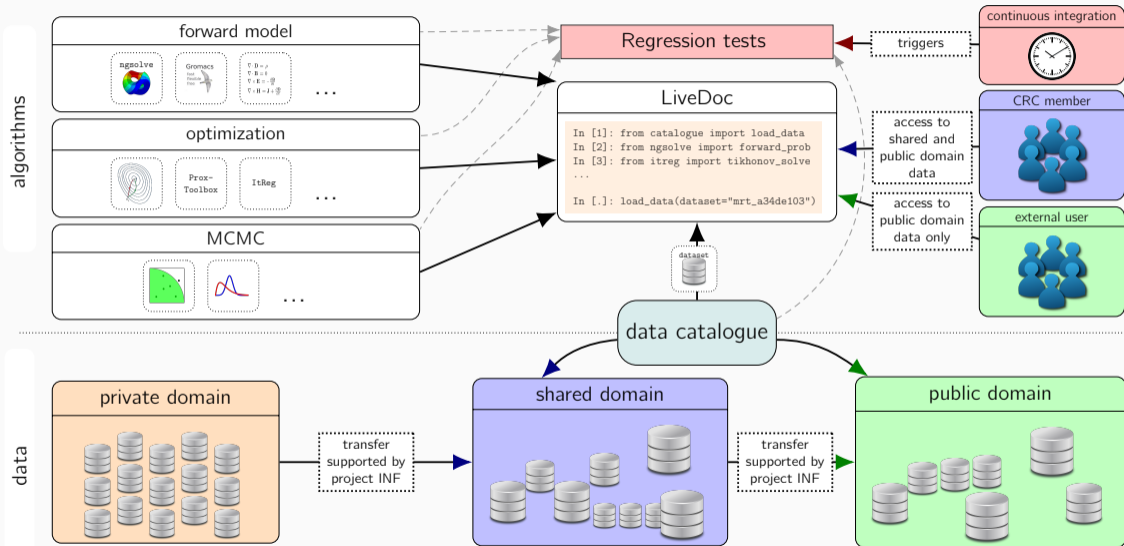 algorithms
forward model
ngsolve
Gromacs
...
optimization
Prox-
Toolbox
ItReg
...
MCMC
...
Regression tests
LiveDoc
In [1]: from catalogue import load_data
In [2]: from ngsolve import forward_prob
In [3]: from itreg import tikhonov_solve
...
In [.]: load_data(dataset="mrt_a34de103")
dataset
triggers
continuous integration
access to
shared and
public domain
data
CRC member
access to
public domain
data only
external user
data catalogue
data
private domain
transfer
supported by
project INF
shared domain
transfer
supported by
project INF
public domain